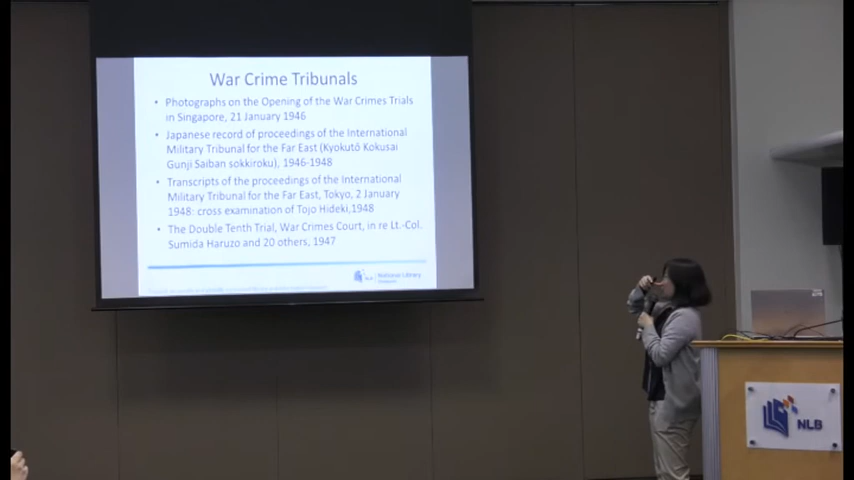 War Crime Tribunals
• Photographs on the Opening of the War Crimes Trials
in Singapore, 21 January 1946
• Japanese record of proceedings of the International
Military Tribunal for the Far East (Kyokutō Kokusai
Gunji Saiban sokkiroku), 1946-1948
• Transcripts of the proceedings of the International
Military Tribunal for the Far East, Tokyo, 2 January
1948: cross examination of Tojo Hideki,1948
• The Double Tenth Trial, War Crimes Court, in re Lt.-Col.
Sumida Haruzo and 20 others, 1947
National Library
NLB